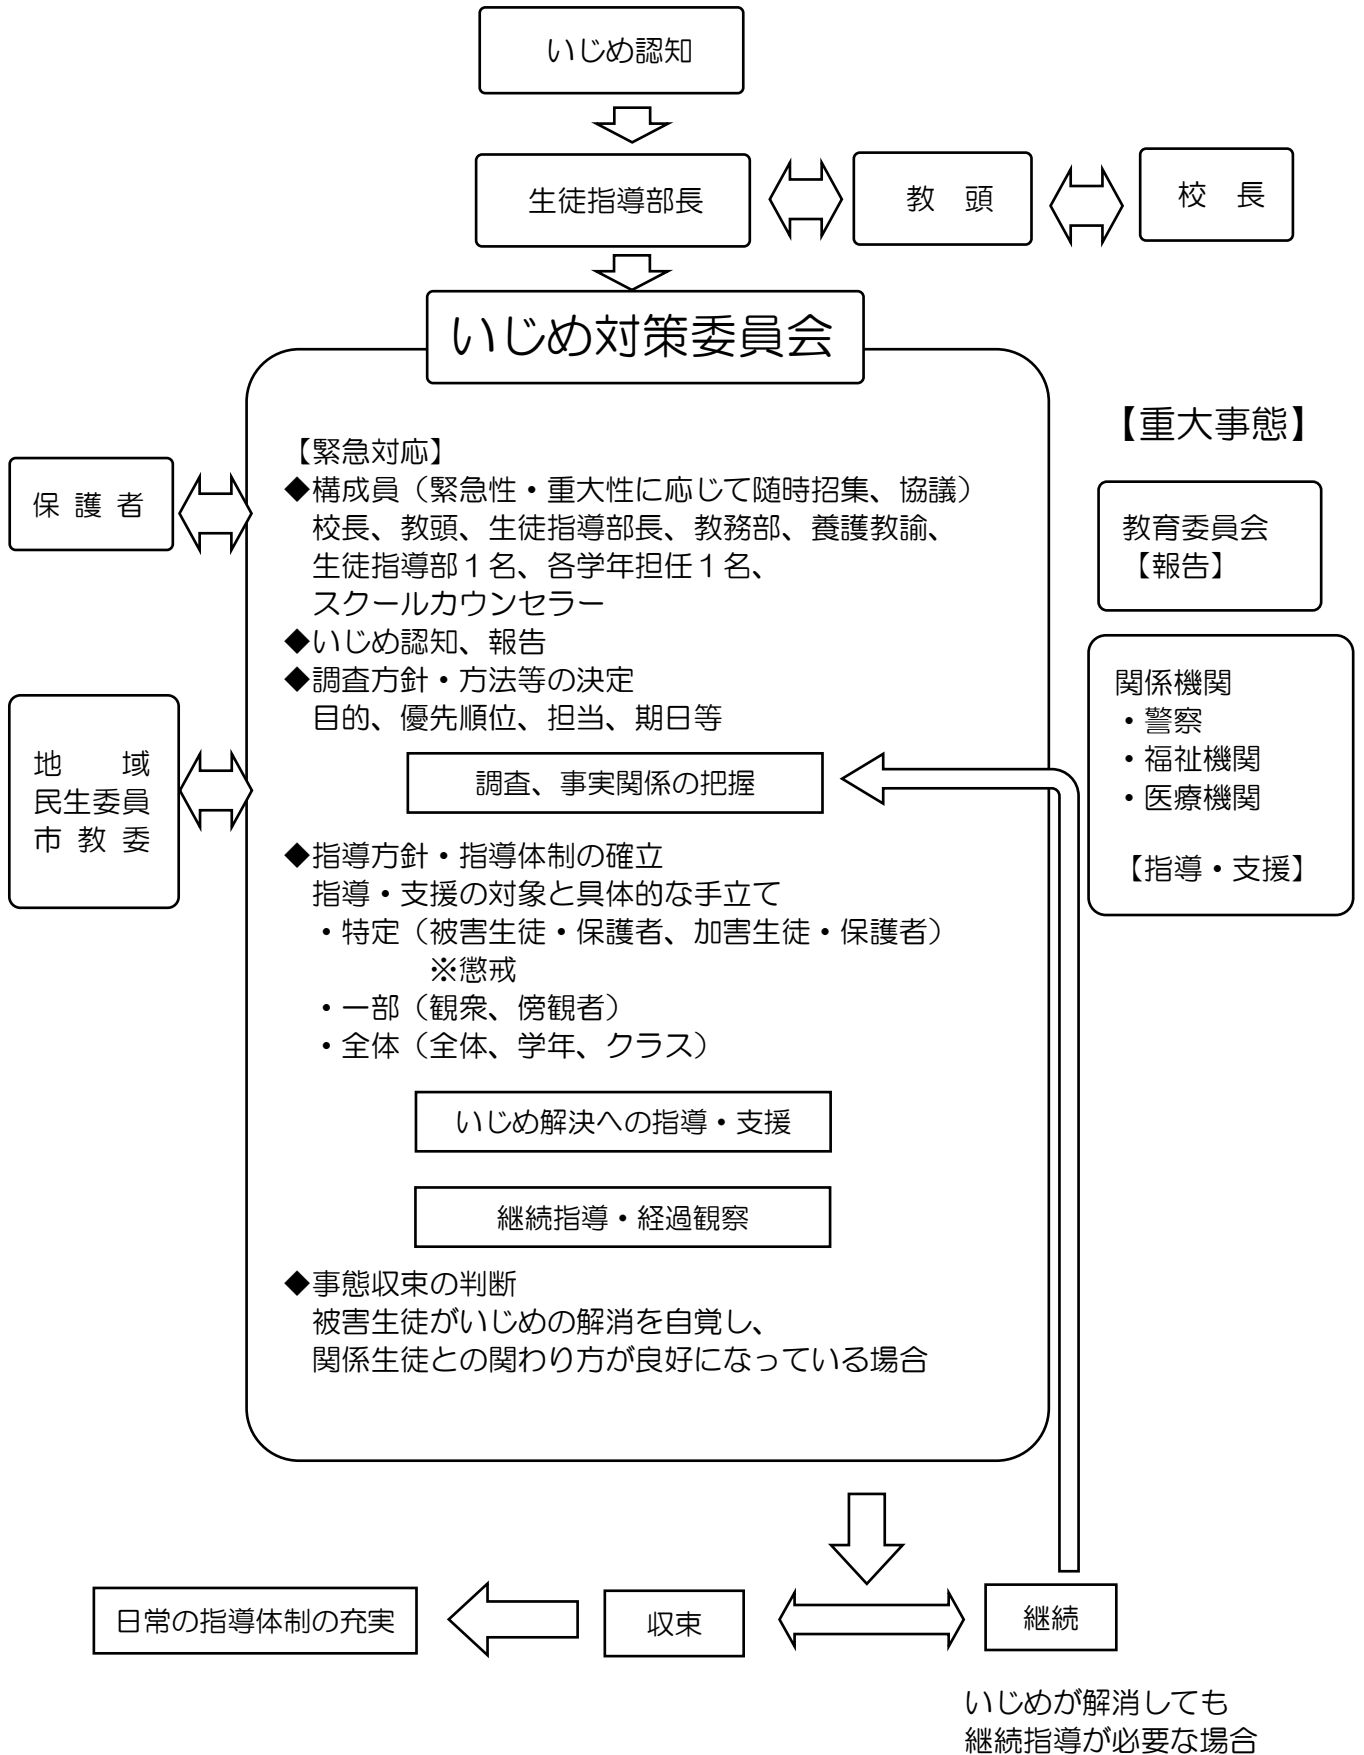 いじめ認知
生徒指導部長
教　頭
校　長
いじめ対策委員会
【重大事態】
保 護 者
地　　域
民生委員
市 教 委
【緊急対応】
◆構成員（緊急性・重大性に応じて随時招集、協議）
校長、教頭、生徒指導部長、教務部、養護教諭、
生徒指導部１名、各学年担任１名、
スクールカウンセラー
◆いじめ認知、報告
◆調査方針・方法等の決定
目的、優先順位、担当、期日等
調査、事実関係の把握
◆指導方針・指導体制の確立
指導・支援の対象と具体的な手立て
・特定（被害生徒・保護者、加害生徒・保護者）
※懲戒
・一部（観衆、傍観者）
・全体（全体、学年、クラス）
いじめ解決への指導・支援
継続指導・経過観察
◆事態収束の判断
被害生徒がいじめの解消を自覚し、
関係生徒との関わり方が良好になっている場合
教育委員会
【報告】
関係機関
・警察
・福祉機関
・医療機関
【指導・支援】
日常の指導体制の充実
収束
継続
いじめが解消しても
継続指導が必要な場合